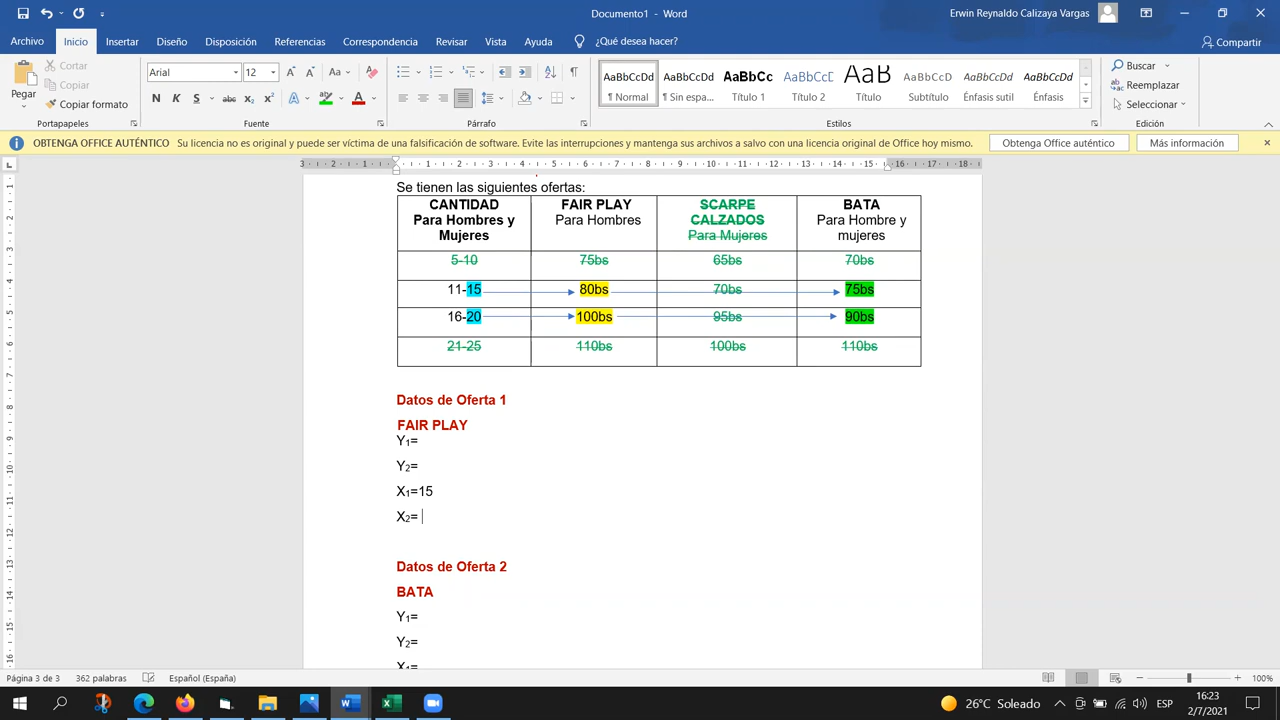 Documento1 - Word
Erwin Reynaldo Calizaya Vargas
Archivo Inicio Insertar Diseño Disposición Referencias Correspondencia Revisar Vista Ayuda ¿Qué desea hacer? Compartir
Pegar
Cortar
Copiar
Copiar formato
Portapapeles
Arial 12
Fuente
Párrafo
AaBbCcDd AaBbCcDd AaBbCc AaBbCcD AaB AaBbCcD AaBbCcDd AaBbCcDd
¶ Normal ¶ Sin espa... Título 1 Título 2 Título Subtítulo Énfasis sutil Énfasis
Estilos
Buscar
Reemplazar
Seleccionar
Edición
OBTENGA OFFICE AUTÉNTICO Su licencia no es original y puede ser víctima de una falsificación de software. Evite las interrupciones y mantenga sus archivos a salvo con una licencia original de Office hoy mismo. Obtenga Office auténtico Más información
Se tienen las siguientes ofertas:
CANTIDAD
Para Hombres y
Mujeres
FAIR PLAY
Para Hombres
SCARPE
CALZADOS
Para Mujeres
BATA
Para Hombre y
mujeres
5-10 75bs 65bs 70bs
11-15 80bs 70bs 75bs
16-20 100bs 95bs 90bs
21-25 110bs 100bs 110bs
Datos de Oferta 1
FAIR PLAY
Y1=
Y2=
X1=15
X2=
Datos de Oferta 2
BATA
Y1=
Y2=
X1=
Página 3 de 3 362 palabras Español (España) 100%
26°C Soleado ESP 16:23
2/7/2021